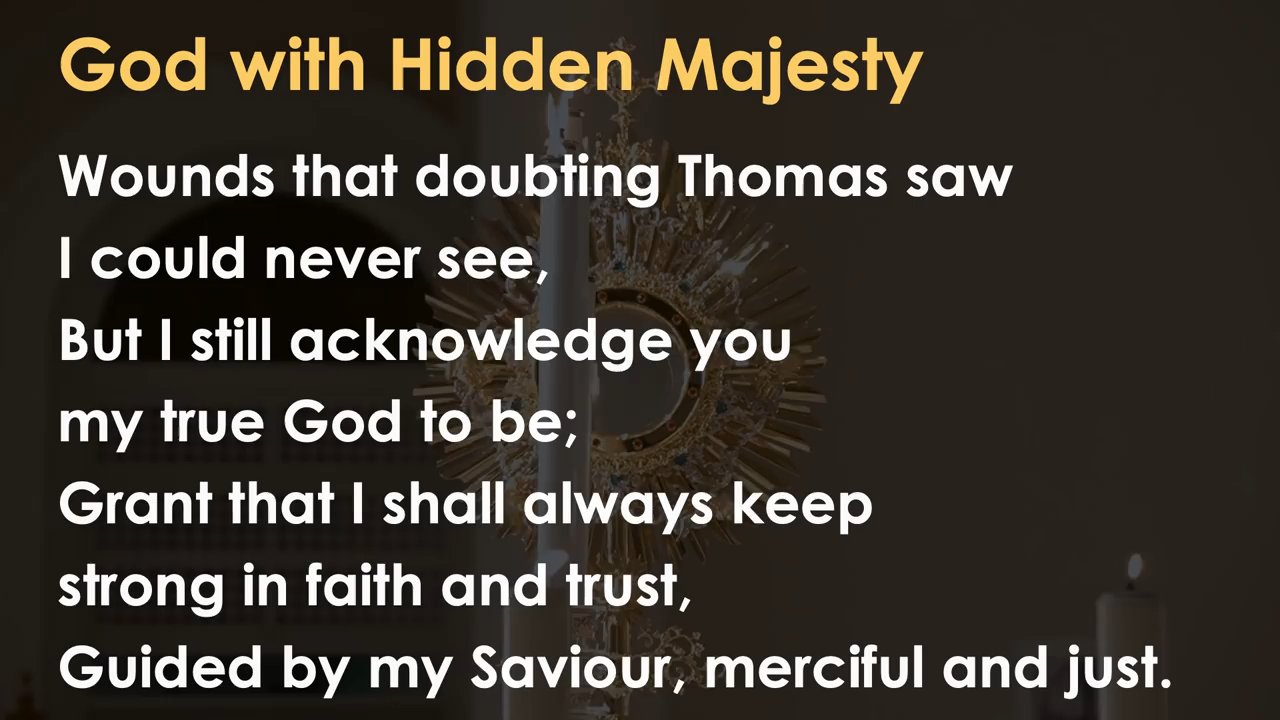 God with Hidden Majesty
Wounds that doubting Thomas saw
I could never see,
But I still acknowledge you
my true God to be;
Grant that I shall always keep
strong in faith and trust,
Guided by my Saviour, merciful and just.